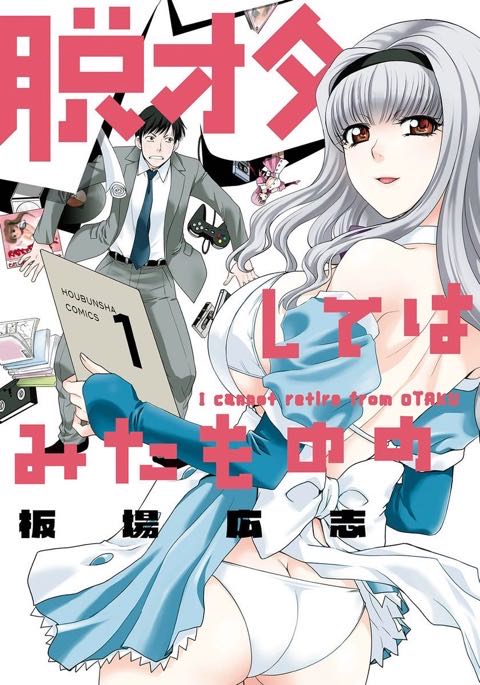 脱オタ
しては
I cannot retire from OTAKU
みたものの
板場広志
HOUBUNSHA
COMICS
1